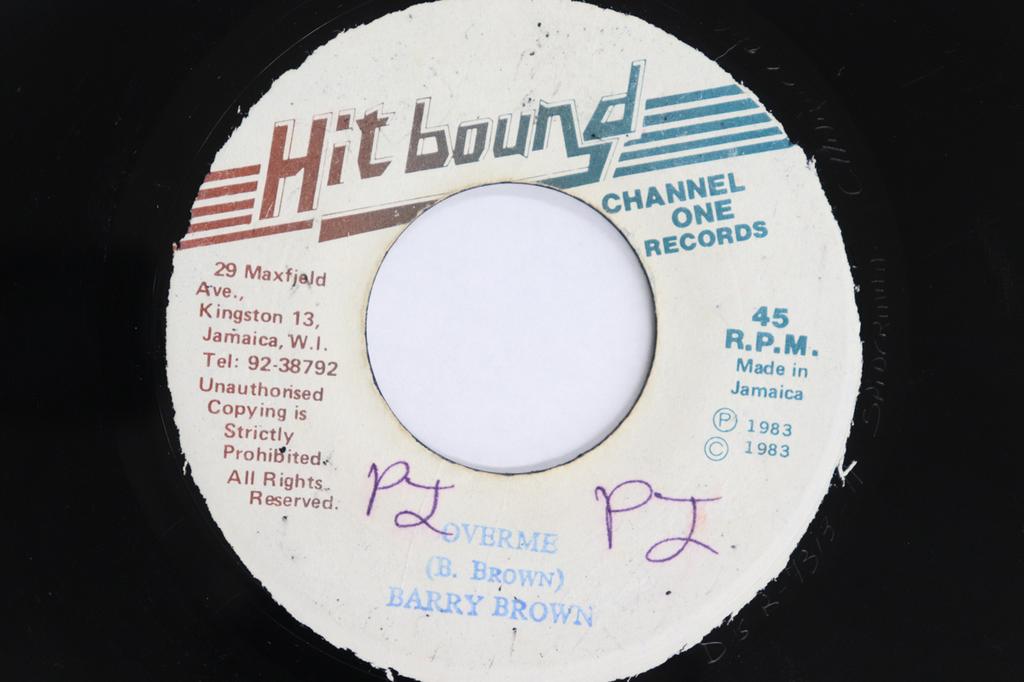 Hit bound
CHANNEL
ONE
RECORDS
29 Maxfield
Ave.,
Kingston 13,
Jamaica, W.I.
Tel: 92-38792
Unauthorised
Copying is
Strictly
Prohibited.
All Rights
Reserved.
45
R.P.M.
Made in
Jamaica
Ⓟ 1983
© 1983
PJ
PJ
OVERME
(B. BROWN)
BARRY BROWN